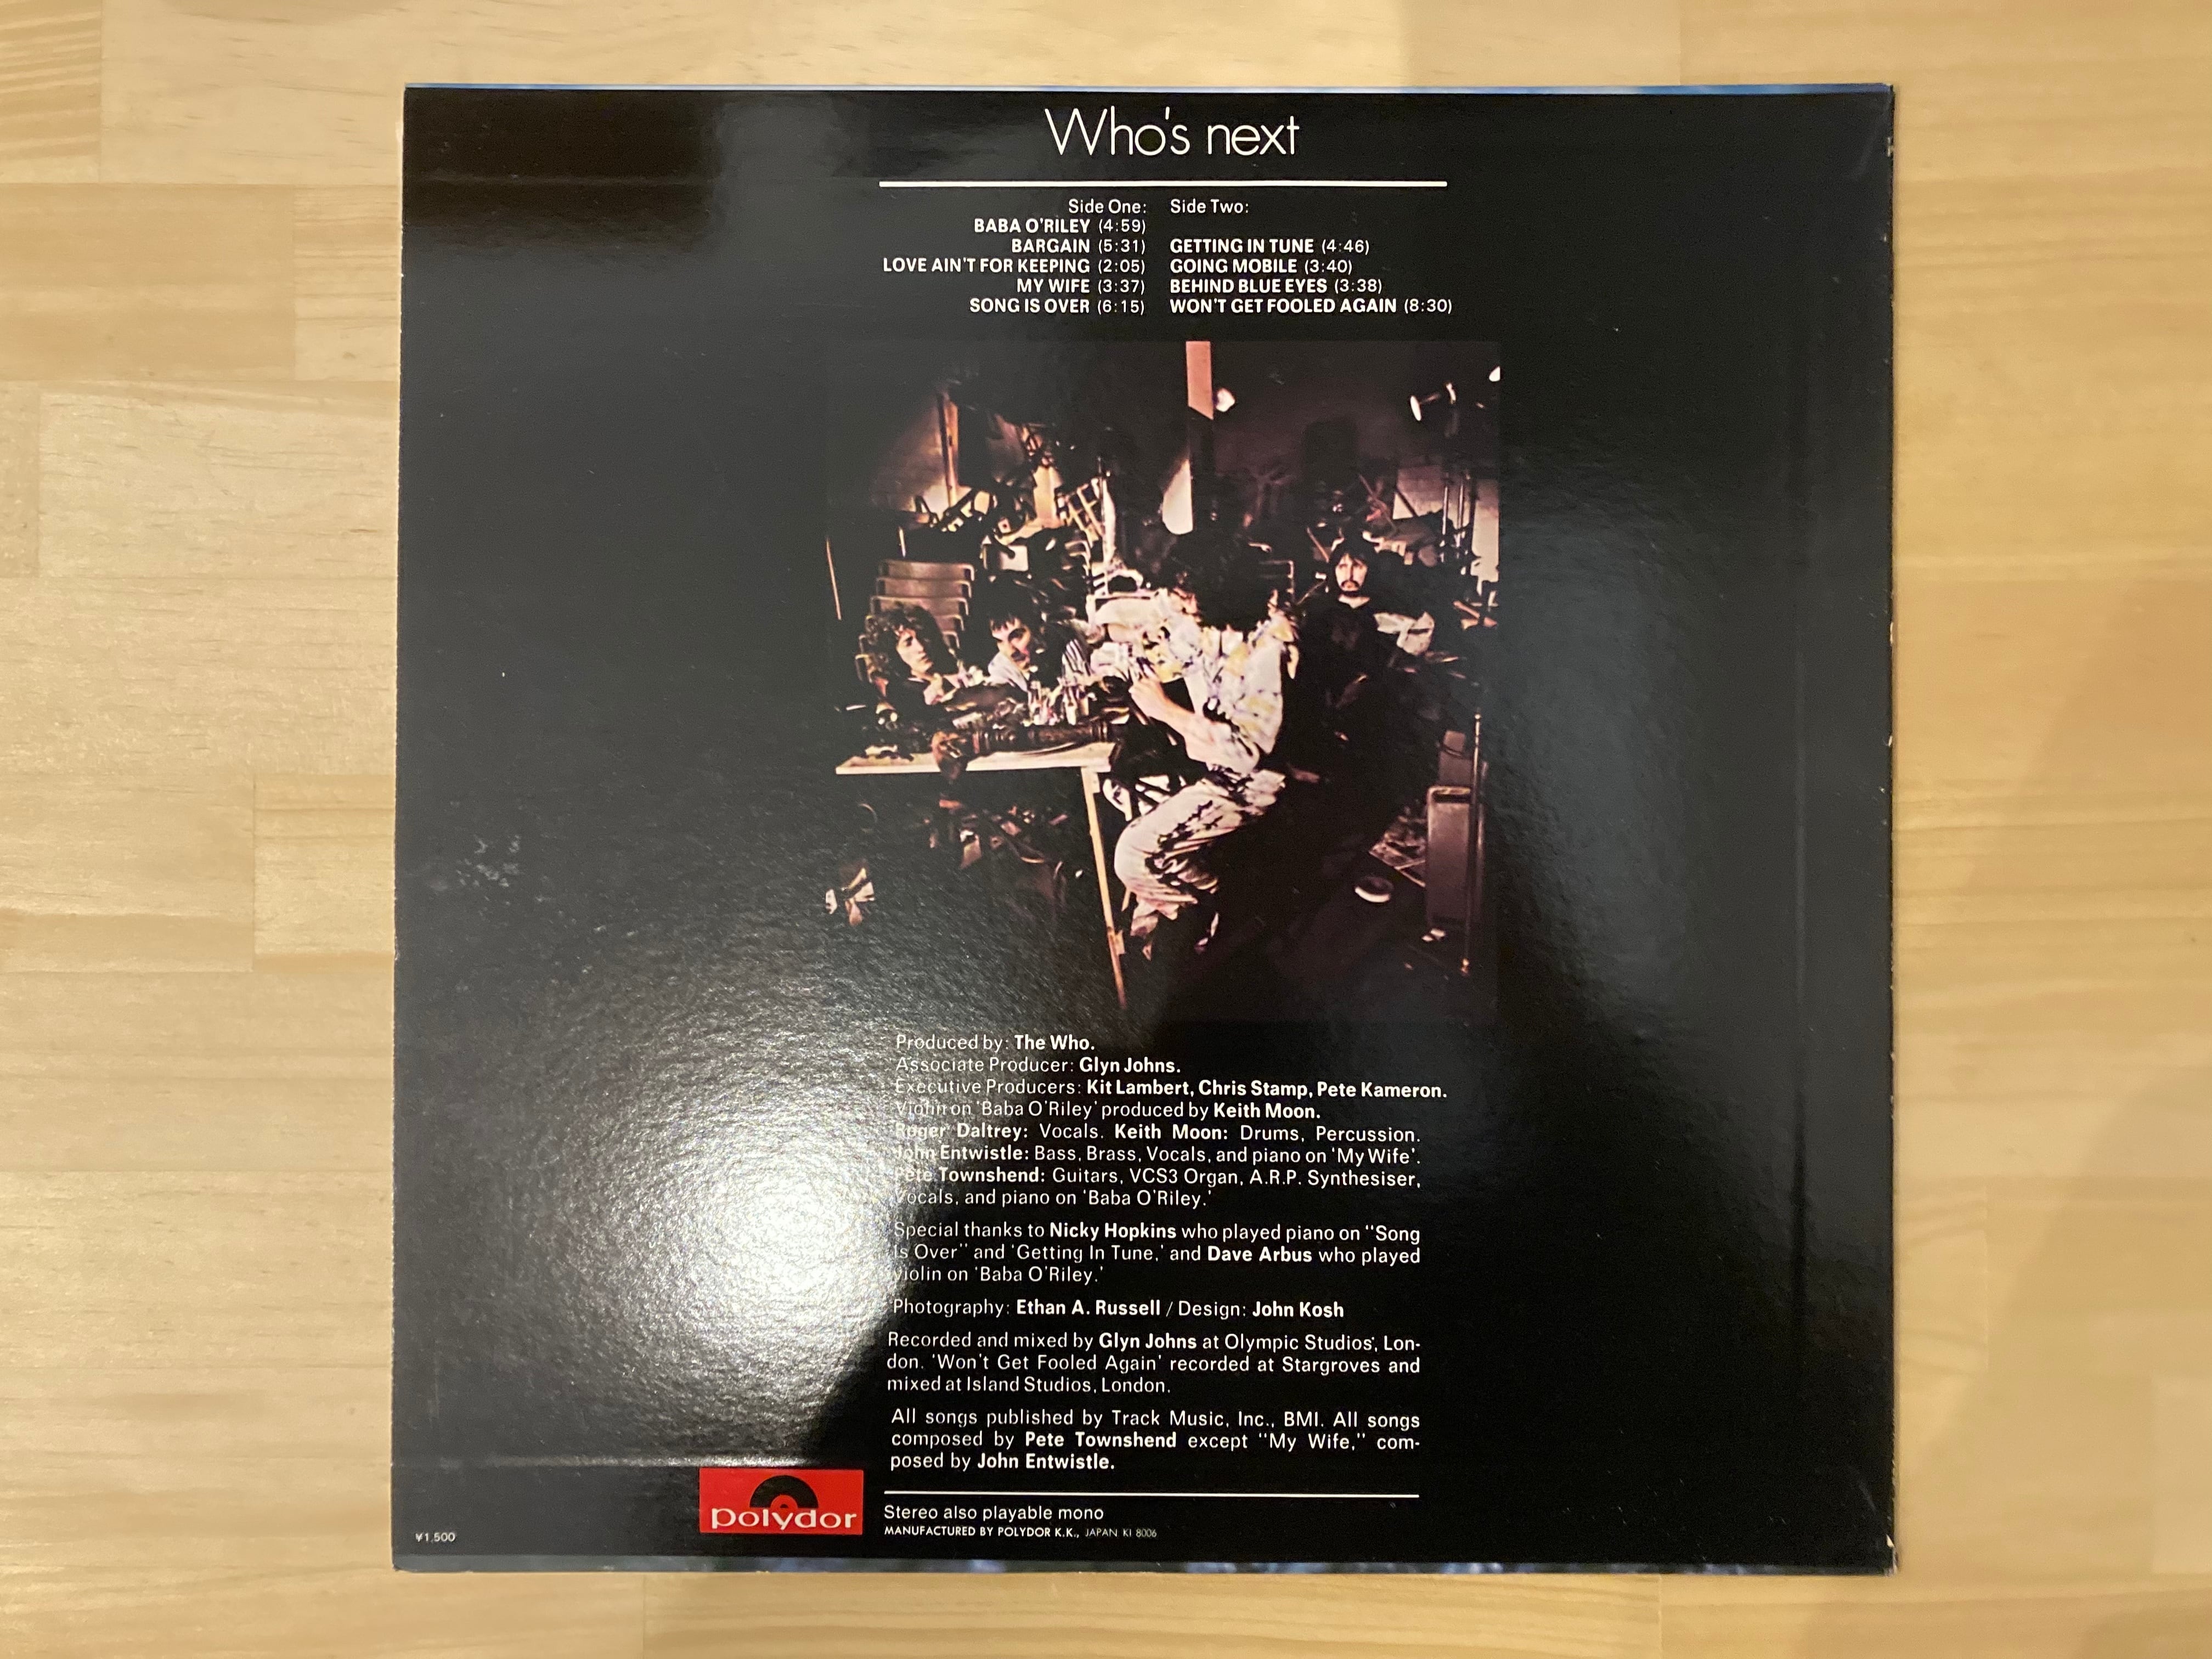 Who's next
Side One:
BABA O'RILEY (4:59)
BARGAIN (5:31)
LOVE AIN'T FOR KEEPING (2:05)
MY WIFE (3:37)
SONG IS OVER (6:15)
Side Two:
GETTING IN TUNE (4:46)
GOING MOBILE (3:40)
BEHIND BLUE EYES (3:38)
WON'T GET FOOLED AGAIN (8:30)
Produced by: The Who.
Associate Producer: Glyn Johns.
Executive Producers: Kit Lambert, Chris Stamp, Pete Kameron.
Violin on 'Baba O'Riley' produced by Keith Moon.
Roger Daltrey: Vocals. Keith Moon: Drums, Percussion.
John Entwistle: Bass, Brass, Vocals, and piano on 'My Wife'.
Pete Townshend: Guitars, VCS3 Organ, A.R.P. Synthesiser,
Vocals, and piano on 'Baba O'Riley.'
Special thanks to Nicky Hopkins who played piano on "Song
Is Over" and 'Getting In Tune,' and Dave Arbus who played
violin on 'Baba O'Riley.'
Photography: Ethan A. Russell / Design: John Kosh
Recorded and mixed by Glyn Johns at Olympic Studios, Lon-
don. 'Won't Get Fooled Again' recorded at Stargroves and
mixed at Island Studios, London.
All songs published by Track Music, Inc., BMI. All songs
composed by Pete Townshend except "My Wife," com-
posed by John Entwistle.
polydor
Stereo also playable mono
MANUFACTURED BY POLYDOR K.K., JAPAN KI 8006
¥1,500